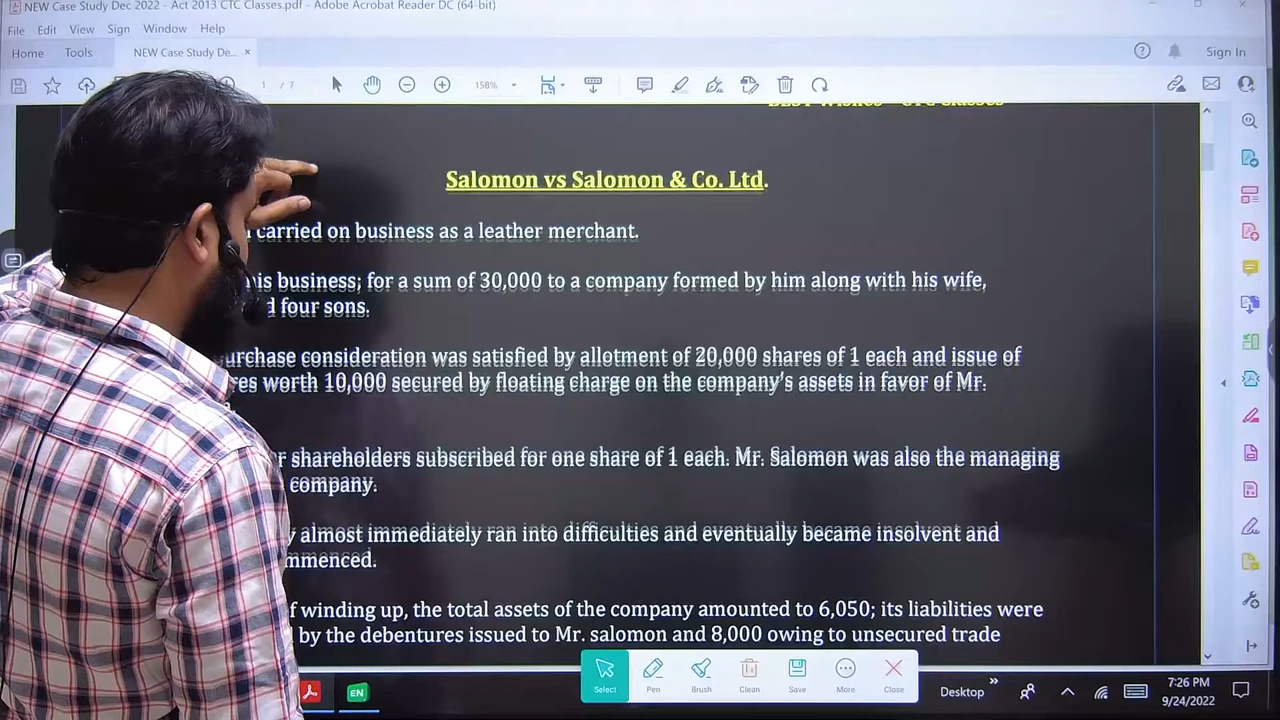 NEW Case Study Dec 2022 - Act 2013 CTC Classes.pdf - Adobe Acrobat Reader DC (64-bit)
File Edit View Sign Window Help
Home Tools NEW Case Study De... × Sign In
1 / 7 158%
BEST Wishes - CTC Classes
Salomon vs Salomon & Co. Ltd.
carried on business as a leather merchant.
is business; for a sum of 30,000 to a company formed by him along with his wife,
four sons.
consideration was satisfied by allotment of 20,000 shares of 1 each and issue of
worth 10,000 secured by floating charge on the company's assets in favor of Mr.
shareholders subscribed for one share of 1 each. Mr. Salomon was also the managing
company.
almost immediately ran into difficulties and eventually became insolvent and
winding up, the total assets of the company amounted to 6,050; its liabilities were
by the debentures issued to Mr. salomon and 8,000 owing to unsecured trade
Select Pen Brush Clean Save More Close
EN Desktop 7:26 PM
9/24/2022